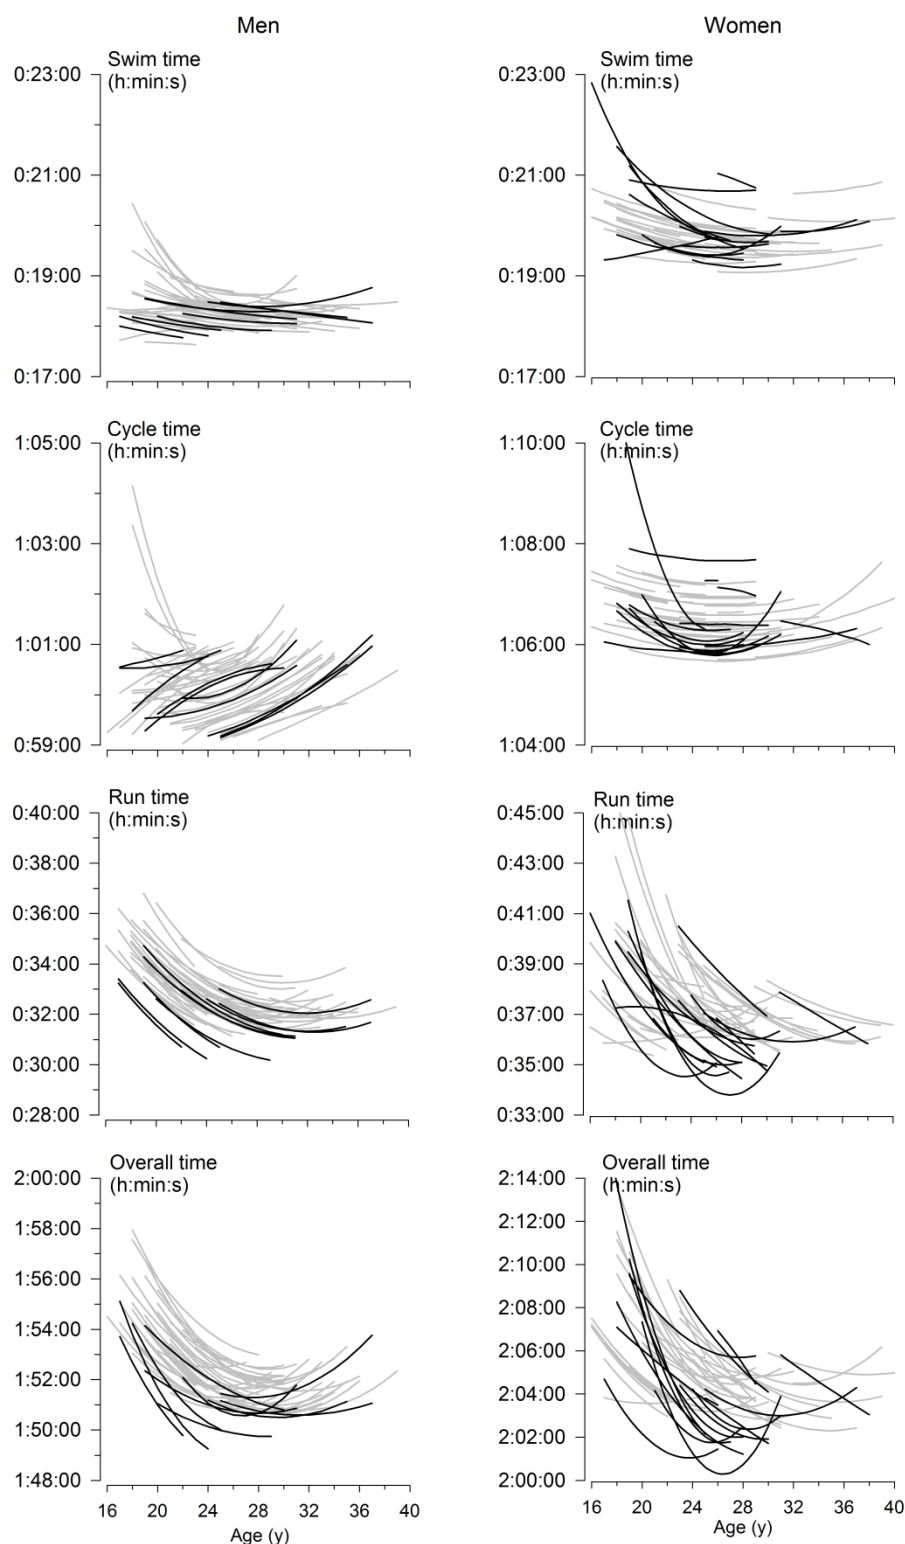 Men
Women
Swim time
(h:min:s)
0:23:00
0:21:00
0:19:00
0:17:00
Swim time
(h:min:s)
0:23:00
0:21:00
0:19:00
0:17:00
16 20 24 28 32 36 40
Cycle time
(h:min:s)
1:05:00
1:03:00
1:01:00
0:59:00
Cycle time
(h:min:s)
1:10:00
1:08:00
1:06:00
1:04:00
Run time
(h:min:s)
0:40:00
0:38:00
0:36:00
0:34:00
0:32:00
0:30:00
0:28:00
Run time
(h:min:s)
0:45:00
0:43:00
0:41:00
0:39:00
0:37:00
0:35:00
0:33:00
Overall time
(h:min:s)
2:00:00
1:58:00
1:56:00
1:54:00
1:52:00
1:50:00
1:48:00
16 20 24 28 32 36 40
Age (y)
Overall time
(h:min:s)
2:14:00
2:12:00
2:10:00
2:08:00
2:06:00
2:04:00
2:02:00
2:00:00
16 20 24 28 32 36 40
Age (y)